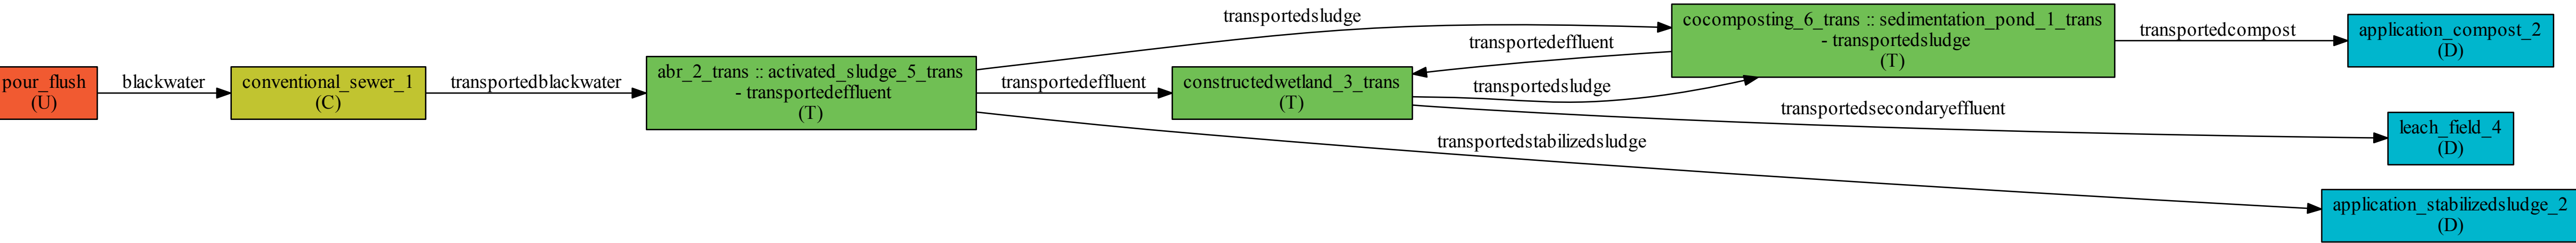 pour_flush
(U)
blackwater
conventional_sewer_1
(C)
transportedblackwater
abr_2_trans :: activated_sludge_5_trans
- transportedeffluent
(T)
transportedsludge
transportedeffluent
transportedstabilizedsludge
constructedwetland_3_trans
(T)
transportedeffluent
transportedsludge
transportedsecondaryeffluent
cocomposting_6_trans :: sedimentation_pond_1_trans
- transportedsludge
(T)
transportedcompost
application_compost_2
(D)
leach_field_4
(D)
application_stabilizedsludge_2
(D)